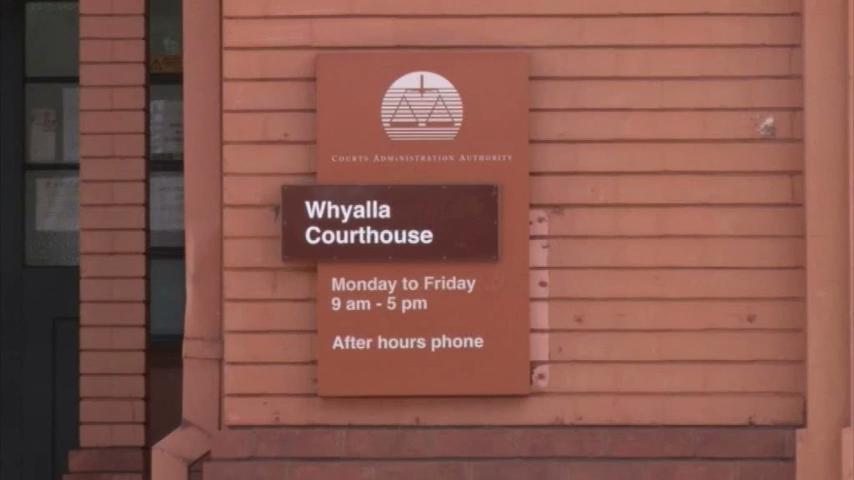 COURTS ADMINISTRATION AUTHORITY
Whyalla
Courthouse
Monday to Friday
9 am - 5 pm
After hours phone